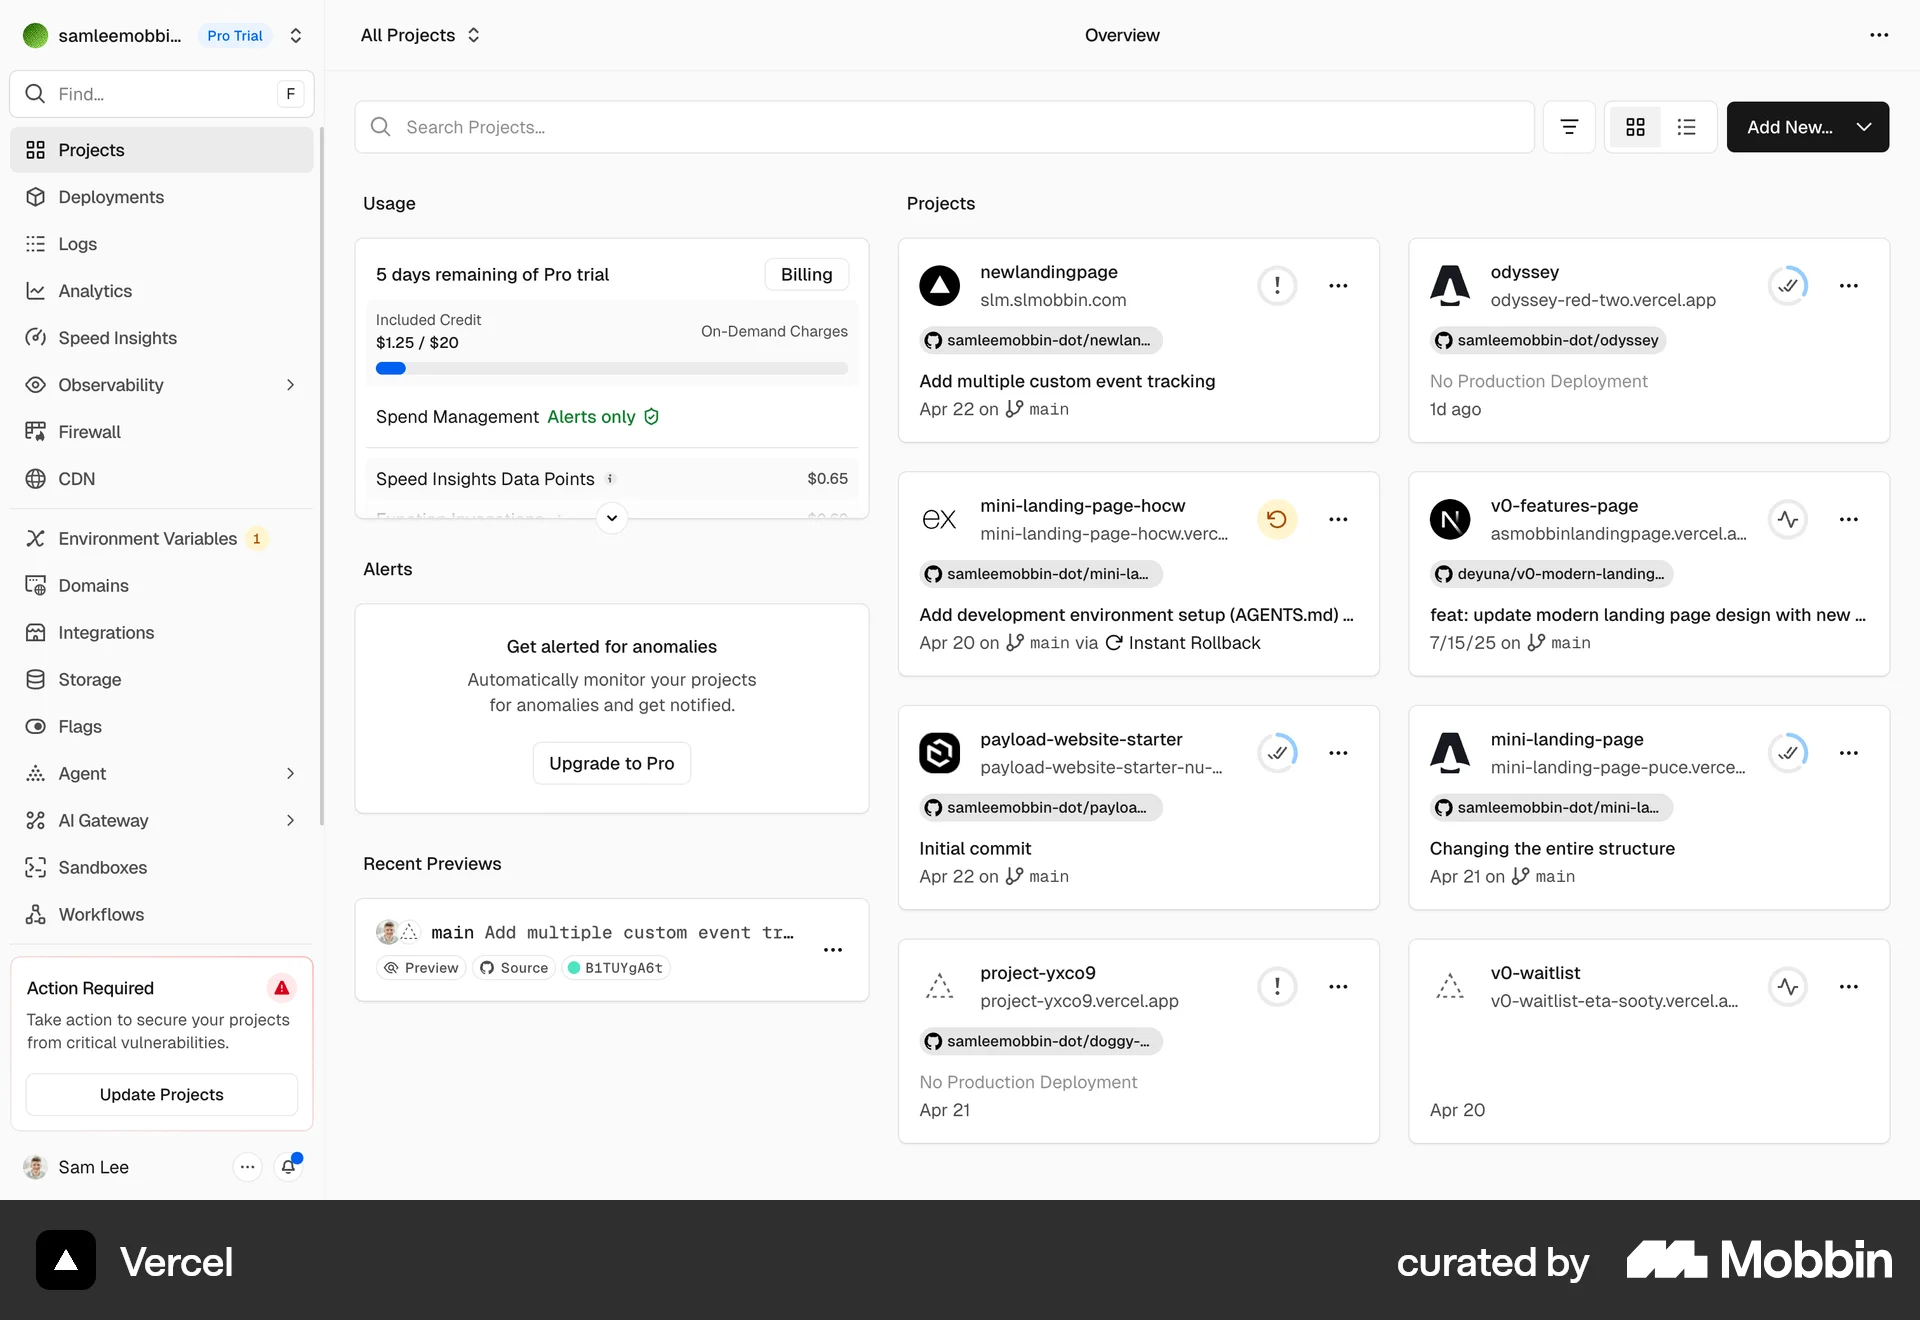 samleemobbi...
Pro Trial
Find...
F
Projects
Deployments
Logs
Analytics
Speed Insights
Observability
Firewall
CDN
Environment Variables 1
Domains
Integrations
Storage
Flags
Agent
AI Gateway
Sandboxes
Workflows
Action Required
Take action to secure your projects
from critical vulnerabilities.
Update Projects
Sam Lee
All Projects
Overview
Search Projects...
Add New...
Usage
5 days remaining of Pro trial
Billing
Included Credit
$1.25 / $20
On-Demand Charges
Spend Management Alerts only
Speed Insights Data Points
$0.65
Function Invocations
$0.60
Alerts
Get alerted for anomalies
Automatically monitor your projects
for anomalies and get notified.
Upgrade to Pro
Recent Previews
main Add multiple custom event tr...
Preview
Source
B1TUYgA6t
Projects
newlandingpage
slm.slmobbin.com
samleemobbin-dot/newlan...
Add multiple custom event tracking
Apr 22 on main
odyssey
odyssey-red-two.vercel.app
samleemobbin-dot/odyssey
No Production Deployment
1d ago
eX
mini-landing-page-hocw
mini-landing-page-hocw.verc...
samleemobbin-dot/mini-la...
Add development environment setup (AGENTS.md) ...
Apr 20 on main via Instant Rollback
N
v0-features-page
asmobbinlandingpage.vercel.a...
deyuna/v0-modern-landing...
feat: update modern landing page design with new ...
7/15/25 on main
payload-website-starter
payload-website-starter-nu-...
samleemobbin-dot/payloa...
Initial commit
Apr 22 on main
mini-landing-page
mini-landing-page-puce.verce...
samleemobbin-dot/mini-la...
Changing the entire structure
Apr 21 on main
project-yxco9
project-yxco9.vercel.app
samleemobbin-dot/doggy-...
No Production Deployment
Apr 21
v0-waitlist
v0-waitlist-eta-sooty.vercel.a...
Apr 20
Vercel
curated by
Mobbin